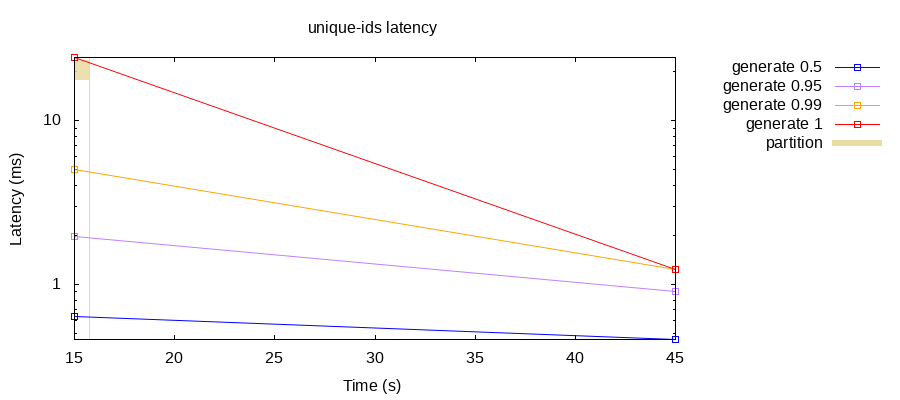 unique-ids latency
generate 0.5
generate 0.95
generate 0.99
generate 1
partition
Latency (ms)
10
1
15 20 25 30 35 40 45
Time (s)